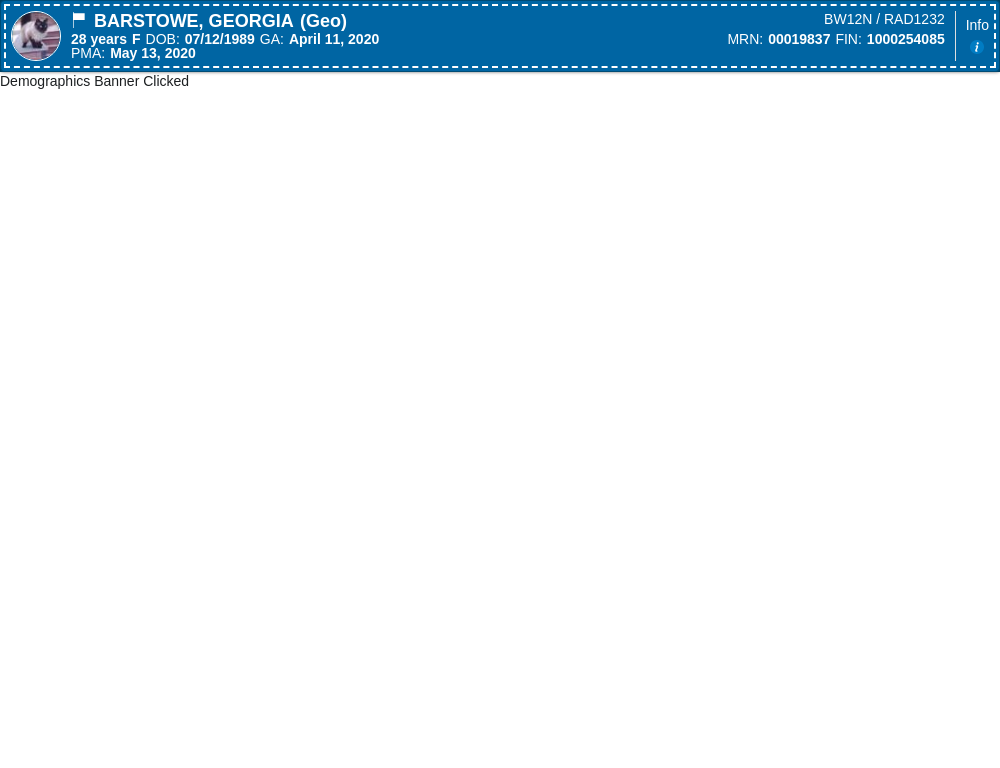 BARSTOWE, GEORGIA (Geo)
28 years F DOB: 07/12/1989 GA: April 11, 2020
PMA: May 13, 2020
BW12N / RAD1232
MRN: 00019837 FIN: 1000254085
Info
i
Demographics Banner Clicked